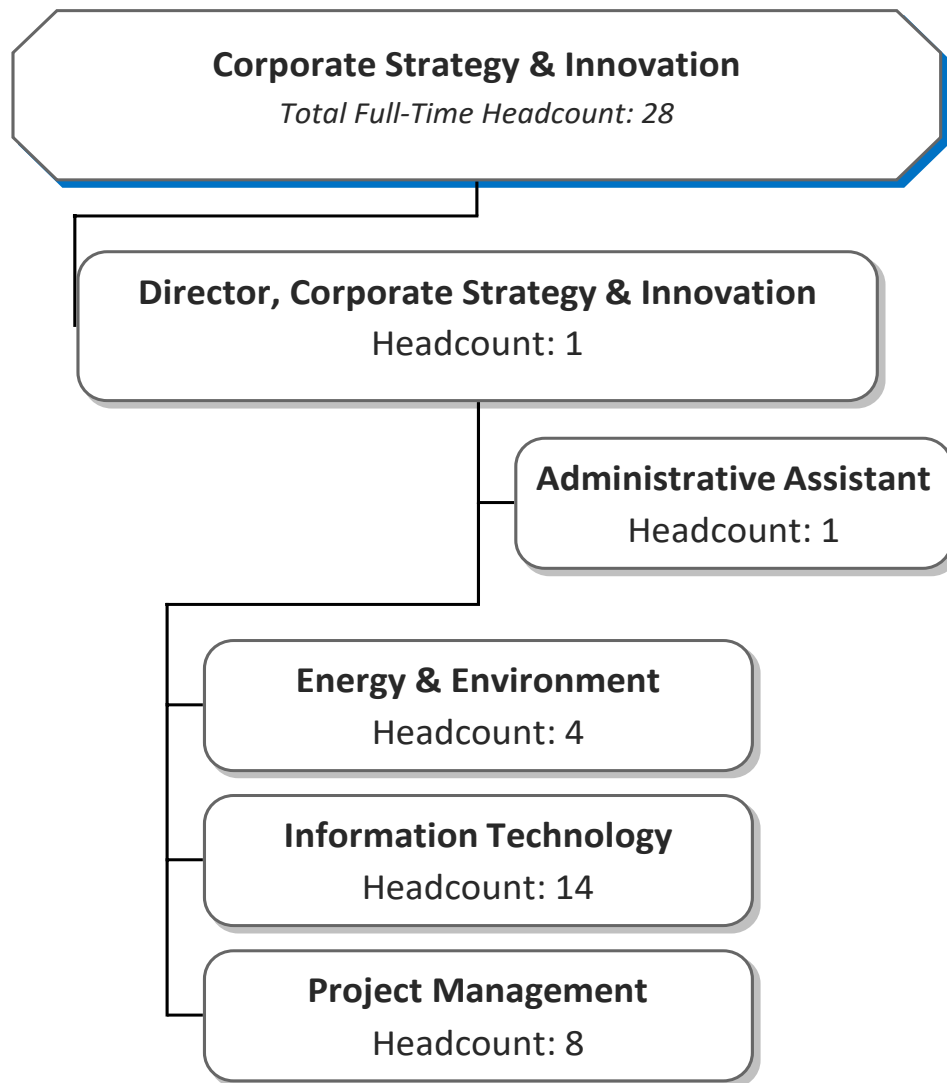 Corporate Strategy & Innovation
Total Full-Time Headcount: 28
Director, Corporate Strategy & Innovation
Headcount: 1
Administrative Assistant
Headcount: 1
Energy & Environment
Headcount: 4
Information Technology
Headcount: 14
Project Management
Headcount: 8